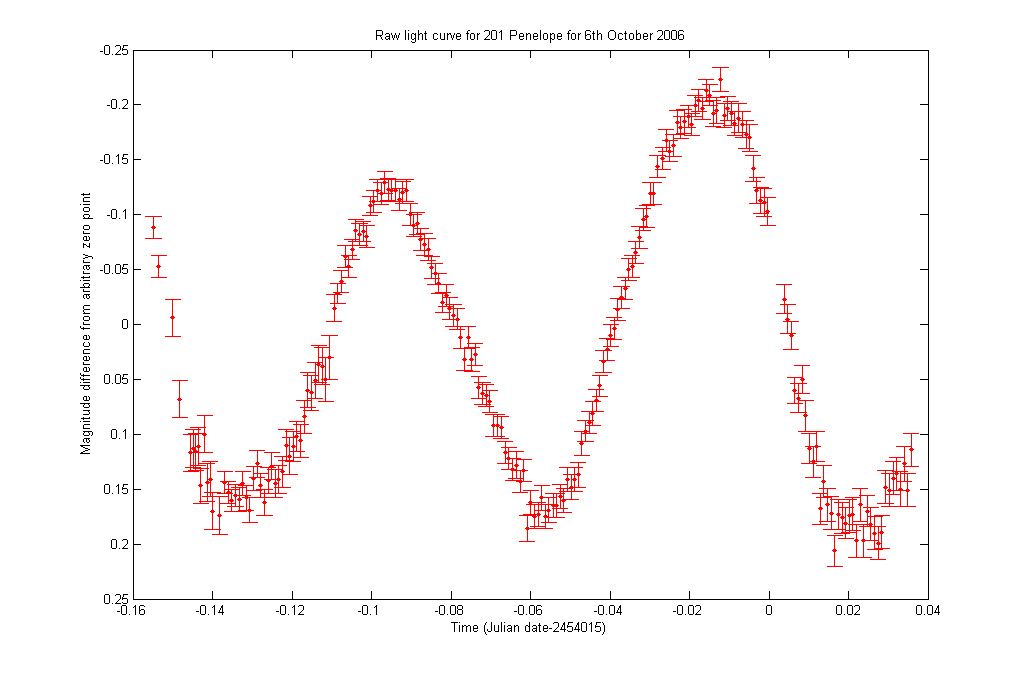 Raw light curve for 201 Penelope for 6th October 2006
Magnitude difference from arbitrary zero point
-0.25
-0.2
-0.15
-0.1
-0.05
0
0.05
0.1
0.15
0.2
0.25
-0.16 -0.14 -0.12 -0.1 -0.08 -0.06 -0.04 -0.02 0 0.02 0.04
Time (Julian date-2454015)